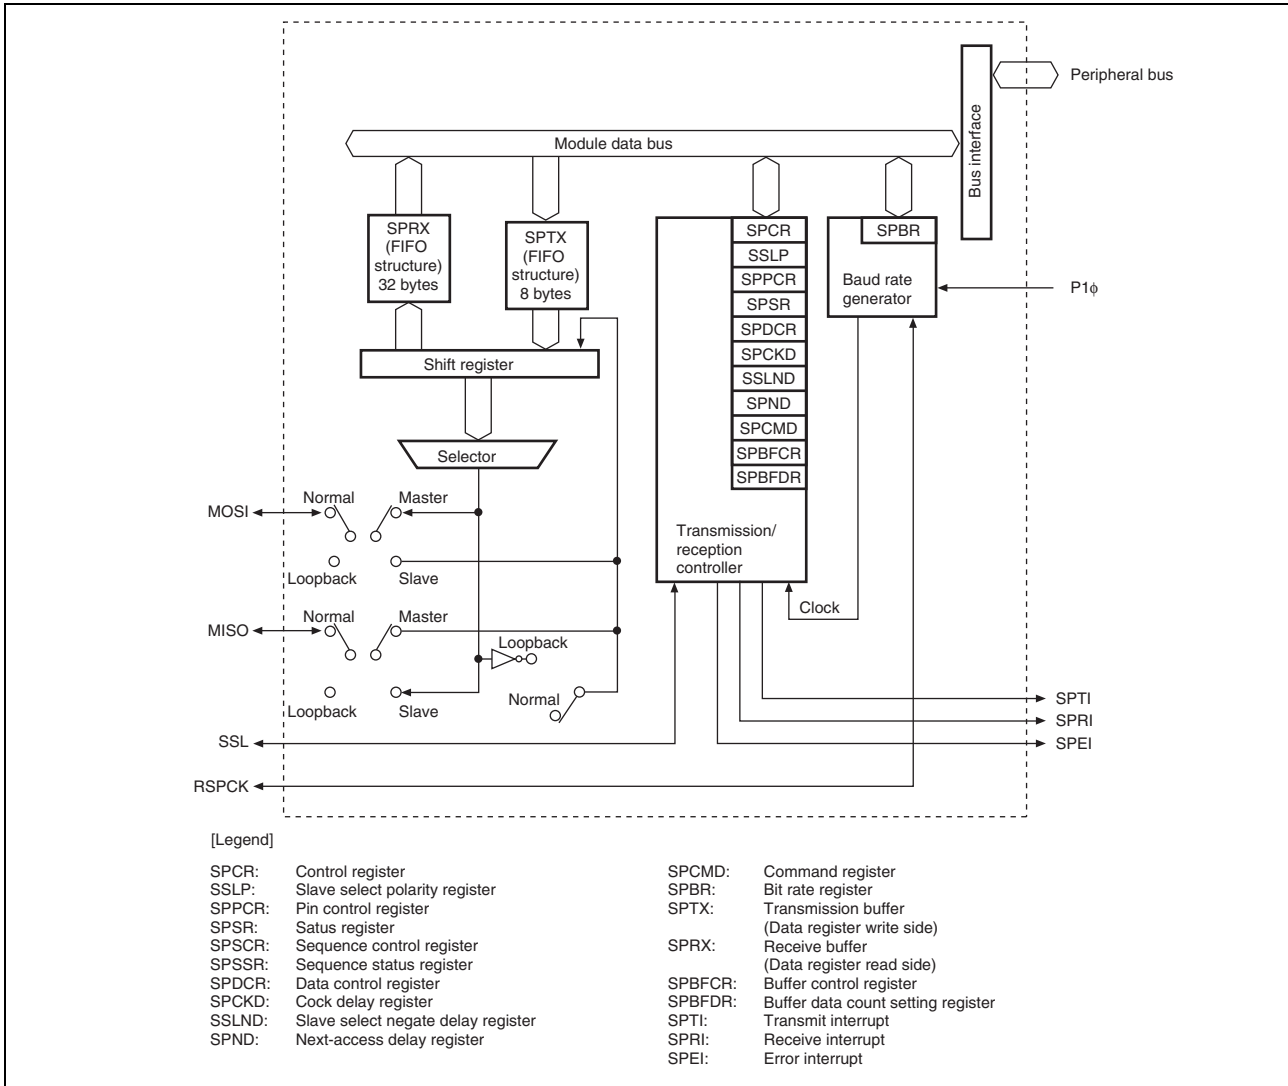 Peripheral bus
Bus interface
Module data bus
SPRX
(FIFO
structure)
32 bytes
SPTX
(FIFO
structure)
8 bytes
SPCR
SSLP
SPPCR
SPSR
SPDCR
SPCKD
SSLND
SPND
SPCMD
SPBFCR
SPBFDR
SPBR
Baud rate
generator
P1ϕ
Shift register
Selector
Transmission/
reception
controller
Clock
MOSI
Normal
Master
Loopback
Slave
MISO
Normal
Master
Loopback
Loopback
Slave
Normal
SSL
RSPCK
SPTI
SPRI
SPEI
[Legend]
SPCR: Control register
SSLP: Slave select polarity register
SPPCR: Pin control register
SPSR: Satus register
SPSCR: Sequence control register
SPSSR: Sequence status register
SPDCR: Data control register
SPCKD: Cock delay register
SSLND: Slave select negate delay register
SPND: Next-access delay register
SPCMD: Command register
SPBR: Bit rate register
SPTX: Transmission buffer
(Data register write side)
SPRX: Receive buffer
(Data register read side)
SPBFCR: Buffer control register
SPBFDR: Buffer data count setting register
SPTI: Transmit interrupt
SPRI: Receive interrupt
SPEI: Error interrupt